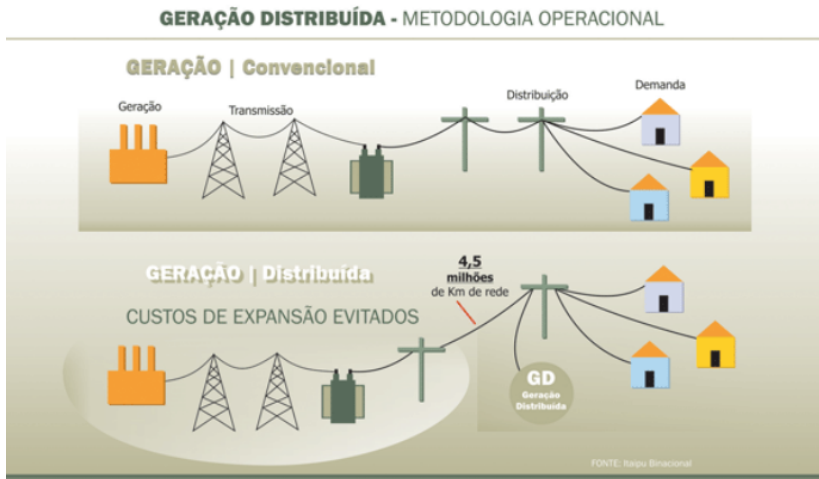 GERAÇÃO DISTRIBUÍDA - METODOLOGIA OPERACIONAL
GERAÇÃO | Convencional
Geração
Transmissão
Distribuição
Demanda
GERAÇÃO | Distribuída
4,5
milhões
de Km de rede
CUSTOS DE EXPANSÃO EVITADOS
GD
Geração
Distribuída
FONTE: Itaipu Binacional